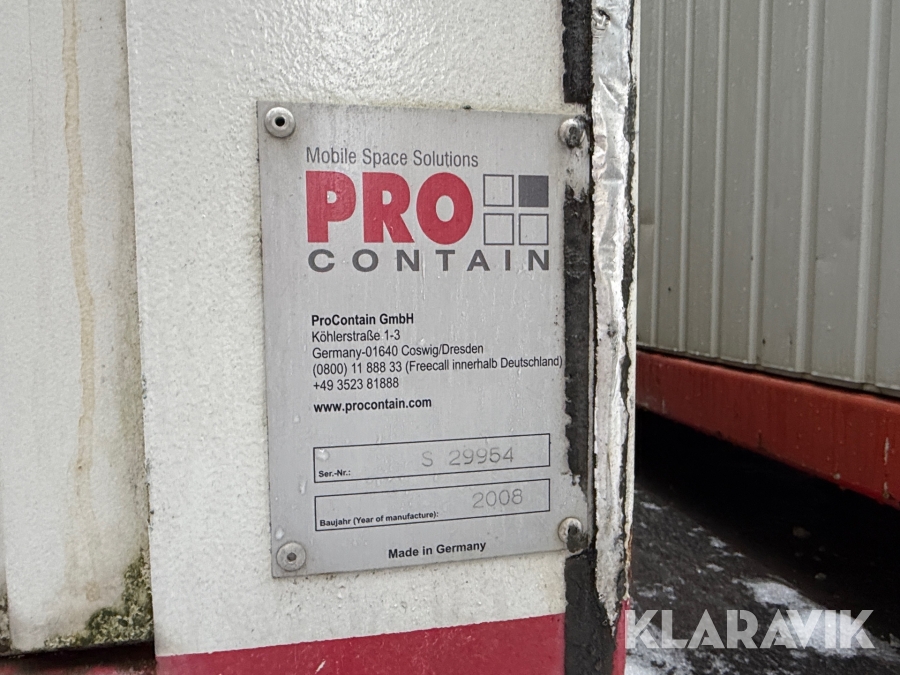 Mobile Space Solutions
PRO
CONTAIN
ProContain GmbH
Köhlerstraße 1-3
Germany-01640 Coswig/Dresden
(0800) 11 888 33 (Freecall innerhalb Deutschland)
+49 3523 81888
www.procontain.com
Ser.-Nr.: S 29954
Baujahr (Year of manufacture): 2008
Made in Germany
KLARAVIK